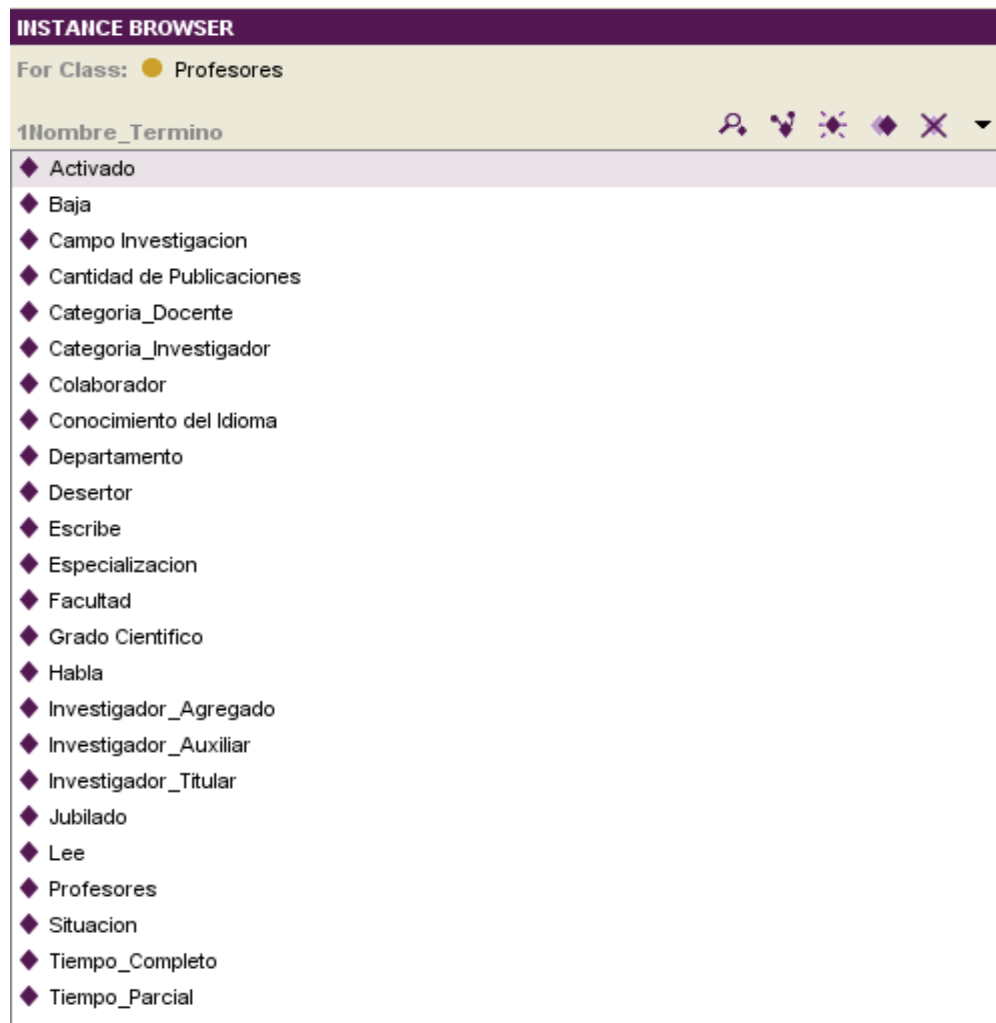 INSTANCE BROWSER
For Class: Profesores
1Nombre_Termino
Activado
Baja
Campo Investigacion
Cantidad de Publicaciones
Categoria_Docente
Categoria_Investigador
Colaborador
Conocimiento del Idioma
Departamento
Desertor
Escribe
Especializacion
Facultad
Grado Cientifico
Habla
Investigador_Agregado
Investigador_Auxiliar
Investigador_Titular
Jubilado
Lee
Profesores
Situacion
Tiempo_Completo
Tiempo_Parcial